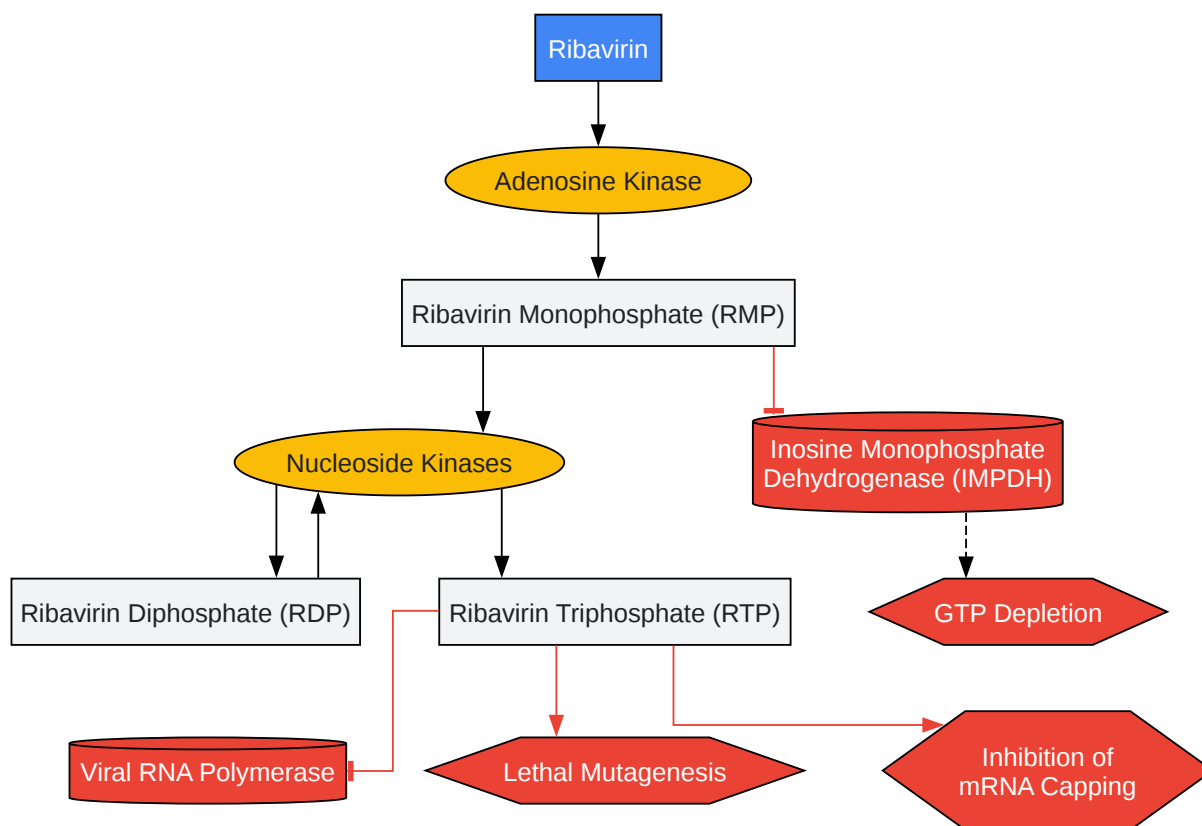 Ribavirin
Adenosine Kinase
Ribavirin Monophosphate (RMP)
Inosine Monophosphate
Dehydrogenase (IMPDH)
Nucleoside Kinases
Ribavirin Diphosphate (RDP)
Ribavirin Triphosphate (RTP)
GTP Depletion
Viral RNA Polymerase
Lethal Mutagenesis
Inhibition of
mRNA Capping